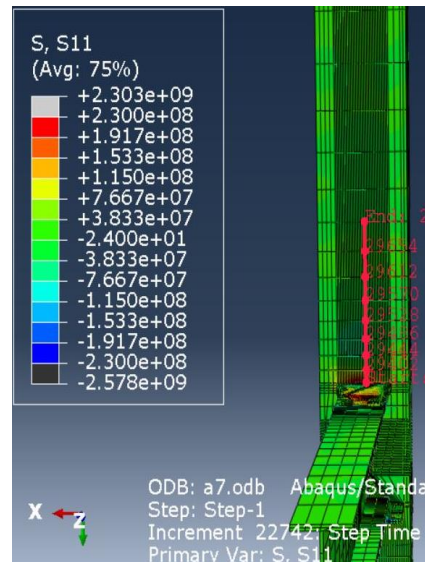 S, S11
(Avg: 75%)
+2.303e+09
+2.300e+08
+1.917e+08
+1.533e+08
+1.150e+08
+7.667e+07
+3.833e+07
-2.400e+01
-3.833e+07
-7.667e+07
-1.150e+08
-1.533e+08
-1.917e+08
-2.300e+08
-2.578e+09
End: 2
X
Z
ODB: a7.odb Abaqus/Standa
Step: Step-1
Increment 22742: Step Time
Primary Var: S, S11